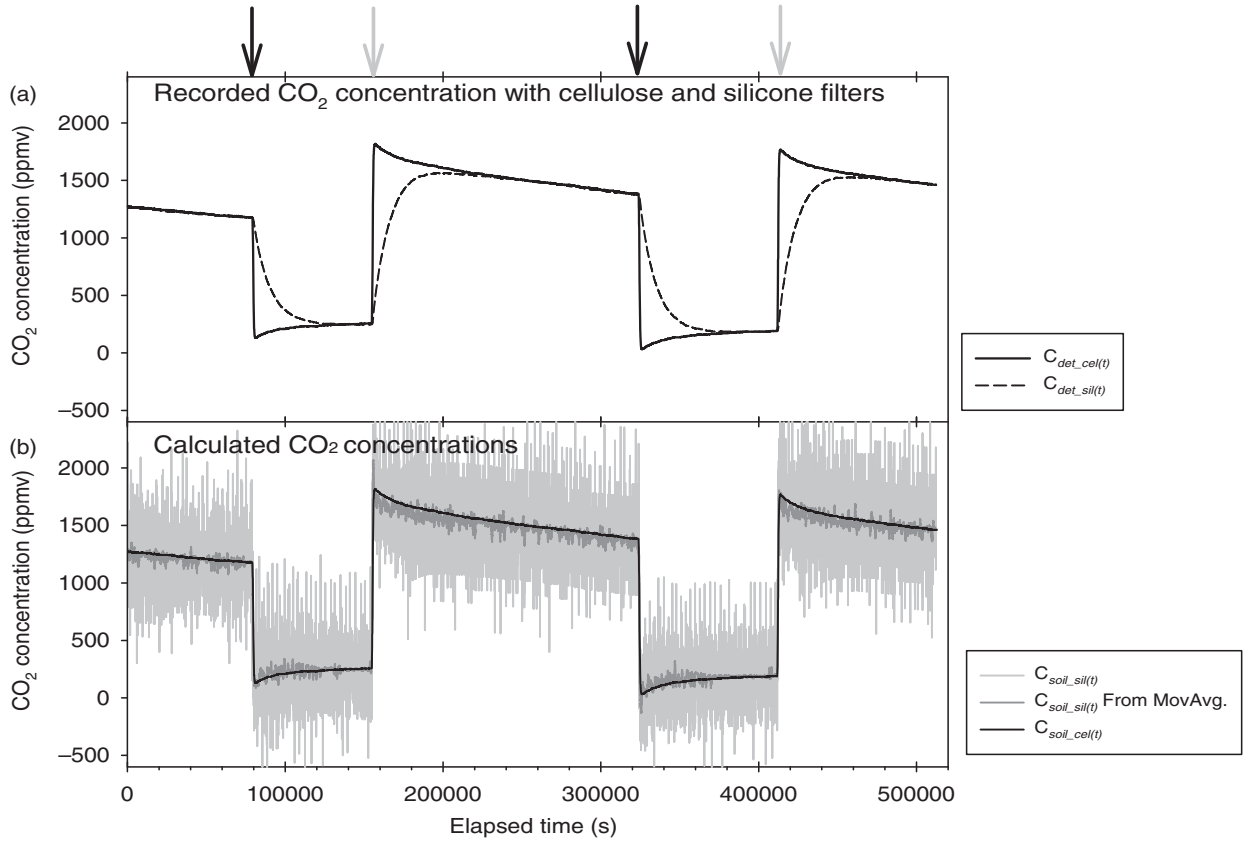 (a)
Recorded CO2 concentration with cellulose and silicone filters
CO2 concentration (ppmv)
2000
1500
1000
500
0
–500
Cdet_cel(t)
Cdet_sil(t)
(b)
Calculated CO2 concentrations
CO2 concentration (ppmv)
2000
1500
1000
500
0
–500
Csoil_sil(t)
Csoil_sil(t) From MovAvg.
Csoil_cel(t)
0 100000 200000 300000 400000 500000
Elapsed time (s)